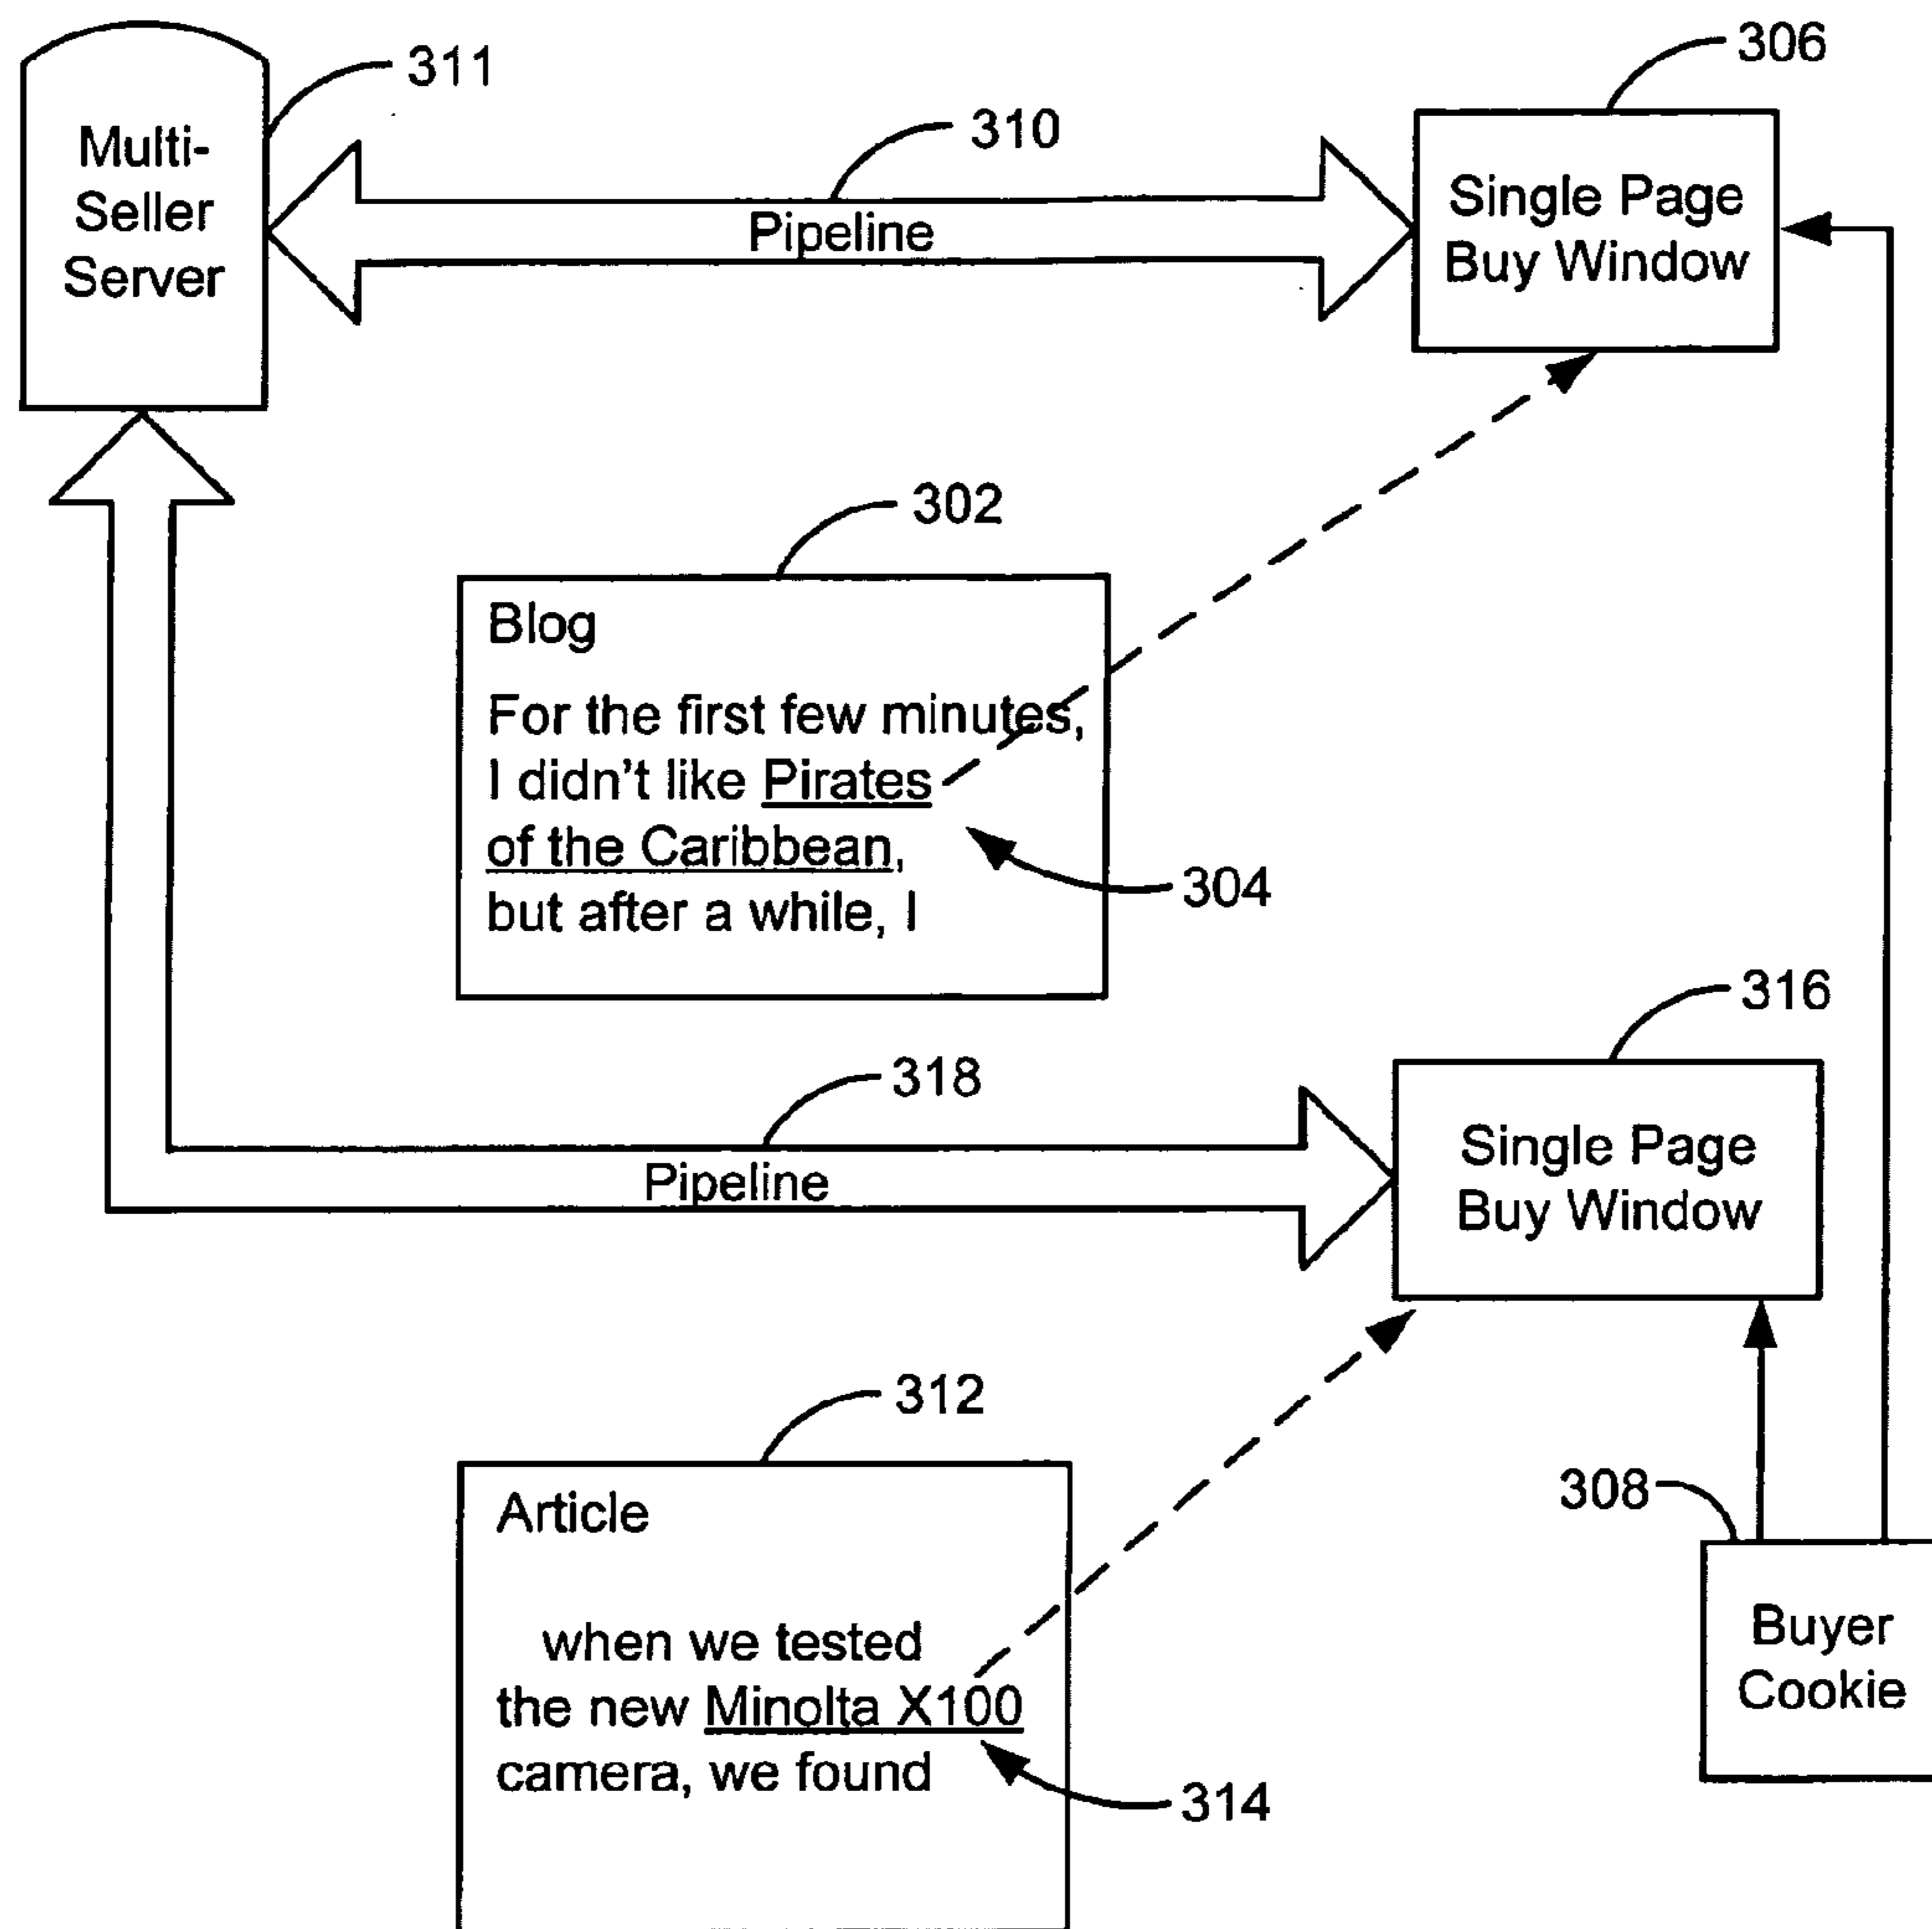 311
Multi-
Seller
Server
310
Pipeline
306
Single Page
Buy Window
302
Blog
For the first few minutes,
I didn't like Pirates
of the Caribbean,
but after a while, I
304
316
Single Page
Buy Window
318
Pipeline
312
Article
when we tested
the new Minolta X100
camera, we found
314
308
Buyer
Cookie